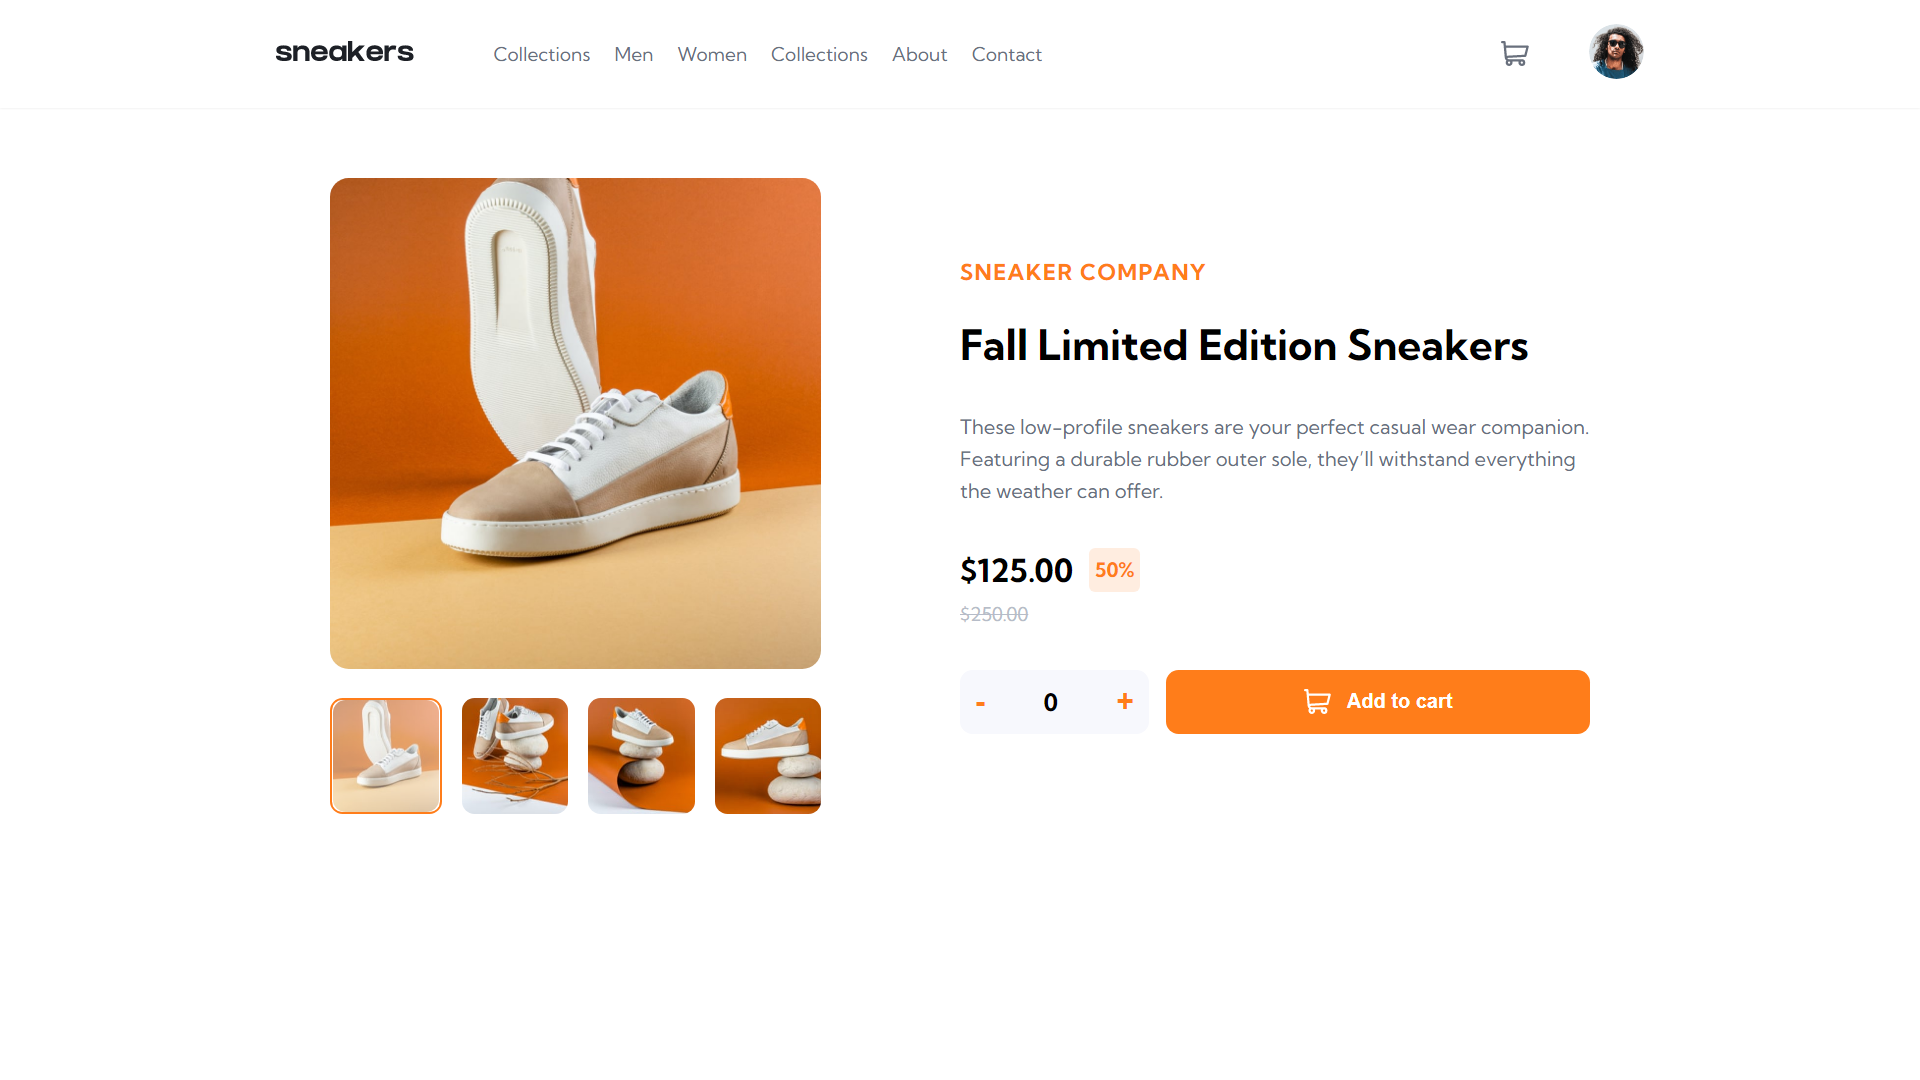 sneakers
Collections Men Women Collections About Contact
SNEAKER COMPANY
Fall Limited Edition Sneakers
These low-profile sneakers are your perfect casual wear companion.
Featuring a durable rubber outer sole, they’ll withstand everything
the weather can offer.
$125.00 50%
$250.00
- 0 + Add to cart